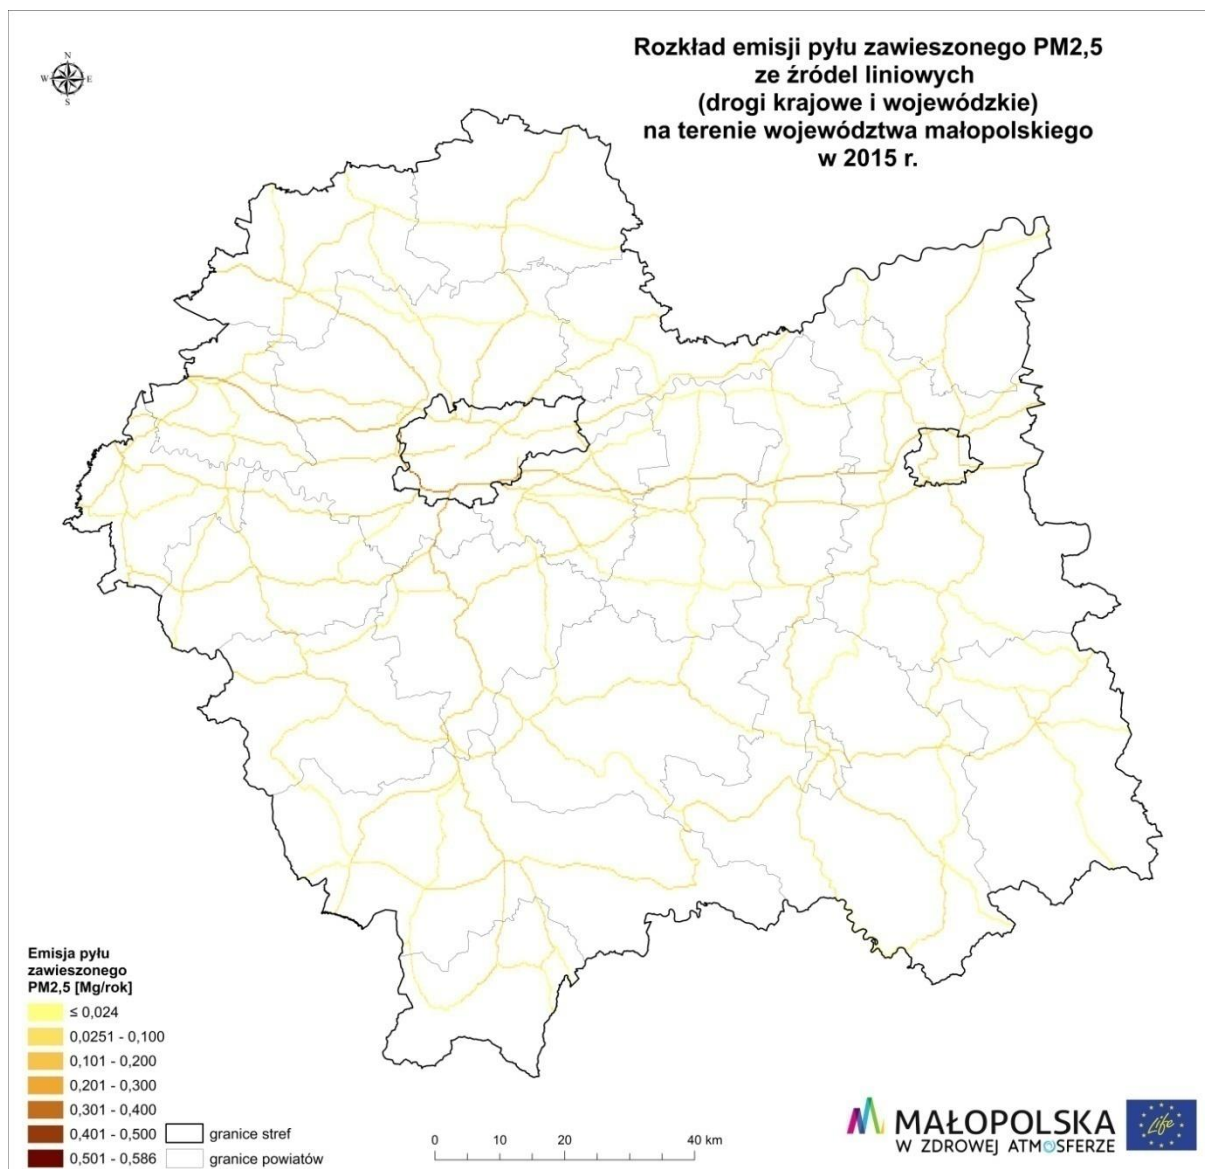 Rozkład emisji pyłu zawieszonego PM2,5
ze źródel liniowych
(drogi krajowe i wojewódzkie)
na terenie województwa małopolskiego
w 2015 r.
N
W E
S
Emisja pyłu
zawieszonego
PM2,5 [Mg/rok]
≤ 0,024
0,0251 - 0,100
0,101 - 0,200
0,201 - 0,300
0,301 - 0,400
0,401 - 0,500
0,501 - 0,586
granice stref
granice powiatów
0 10 20 40 km
MAŁOPOLSKA
W ZDROWEJ ATMOSFERZE
Life